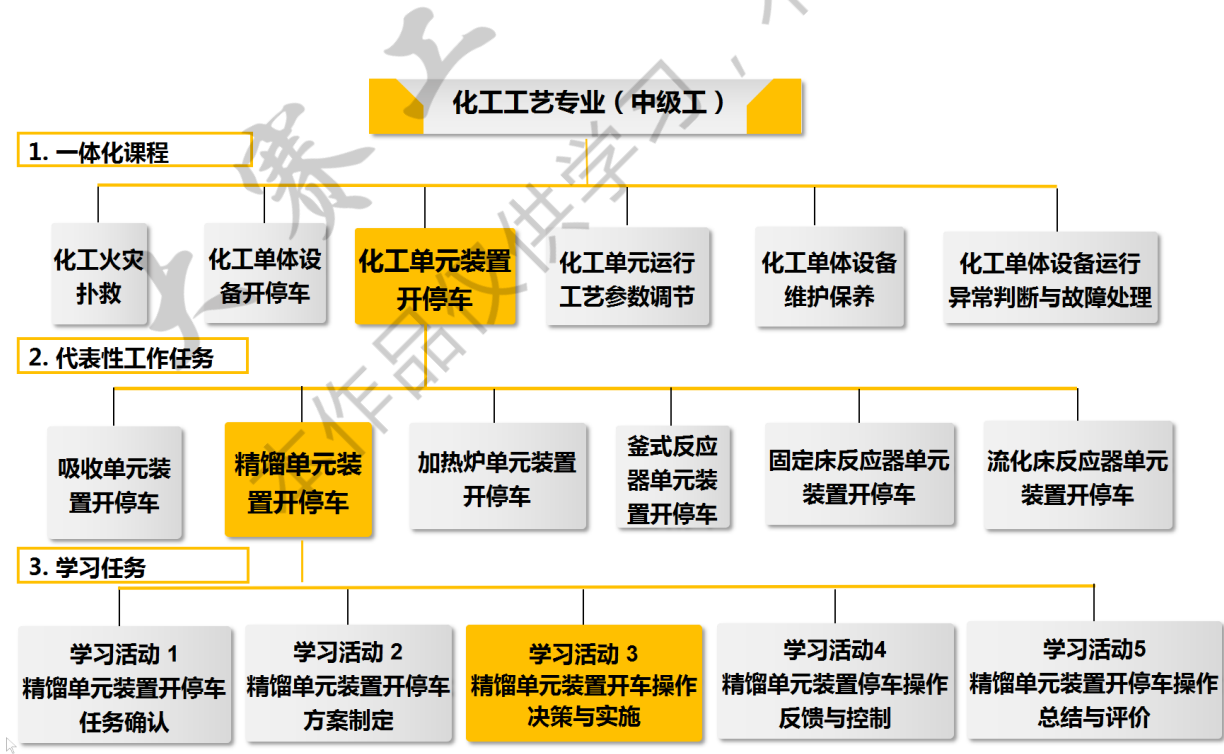 化工工艺专业（中级工）
1. 一体化课程
化工火灾
扑救
化工单体设
备开停车
化工单元装置
开停车
化工单元运行
工艺参数调节
化工单体设备
维护保养
化工单体设备运行
异常判断与故障处理
2. 代表性工作任务
吸收单元装
置开停车
精馏单元装
置开停车
加热炉单元装置
开停车
釜式反应
器单元装
置开停车
固定床反应器单元
装置开停车
流化床反应器单元
装置开停车
3. 学习任务
学习活动 1
精馏单元装置开停车
任务确认
学习活动 2
精馏单元装置开停车
方案制定
学习活动 3
精馏单元装置开车操作
决策与实施
学习活动4
精馏单元装置停车操作
反馈与控制
学习活动5
精馏单元装置开停车操作
总结与评价
大赛工
本作品仅供学习，